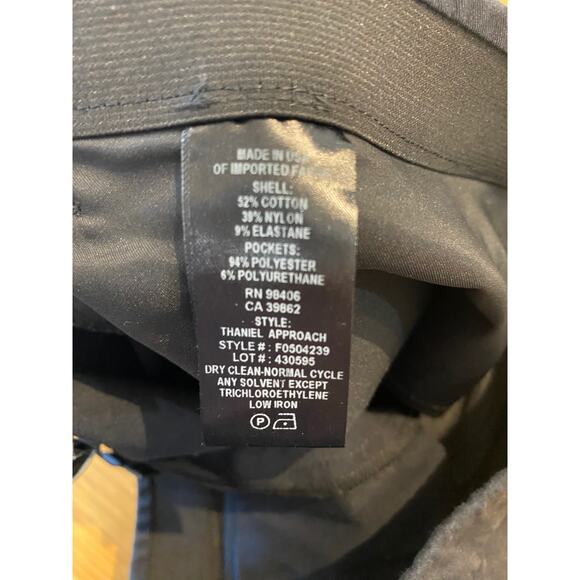 MADE IN USA
OF IMPORTED
SHELL:
52% COTTON
39% NYLON
9% ELASTANE
POCKETS:
94% POLYESTER
6% POLYURETHANE
RN 98406
CA 39862
STYLE:
THANIEL APPROACH
STYLE # : F0504239
LOT # : 430595
DRY CLEAN-NORMAL CYCLE
ANY SOLVENT EXCEPT
TRICHLOROETHYLENE
LOW IRON
P